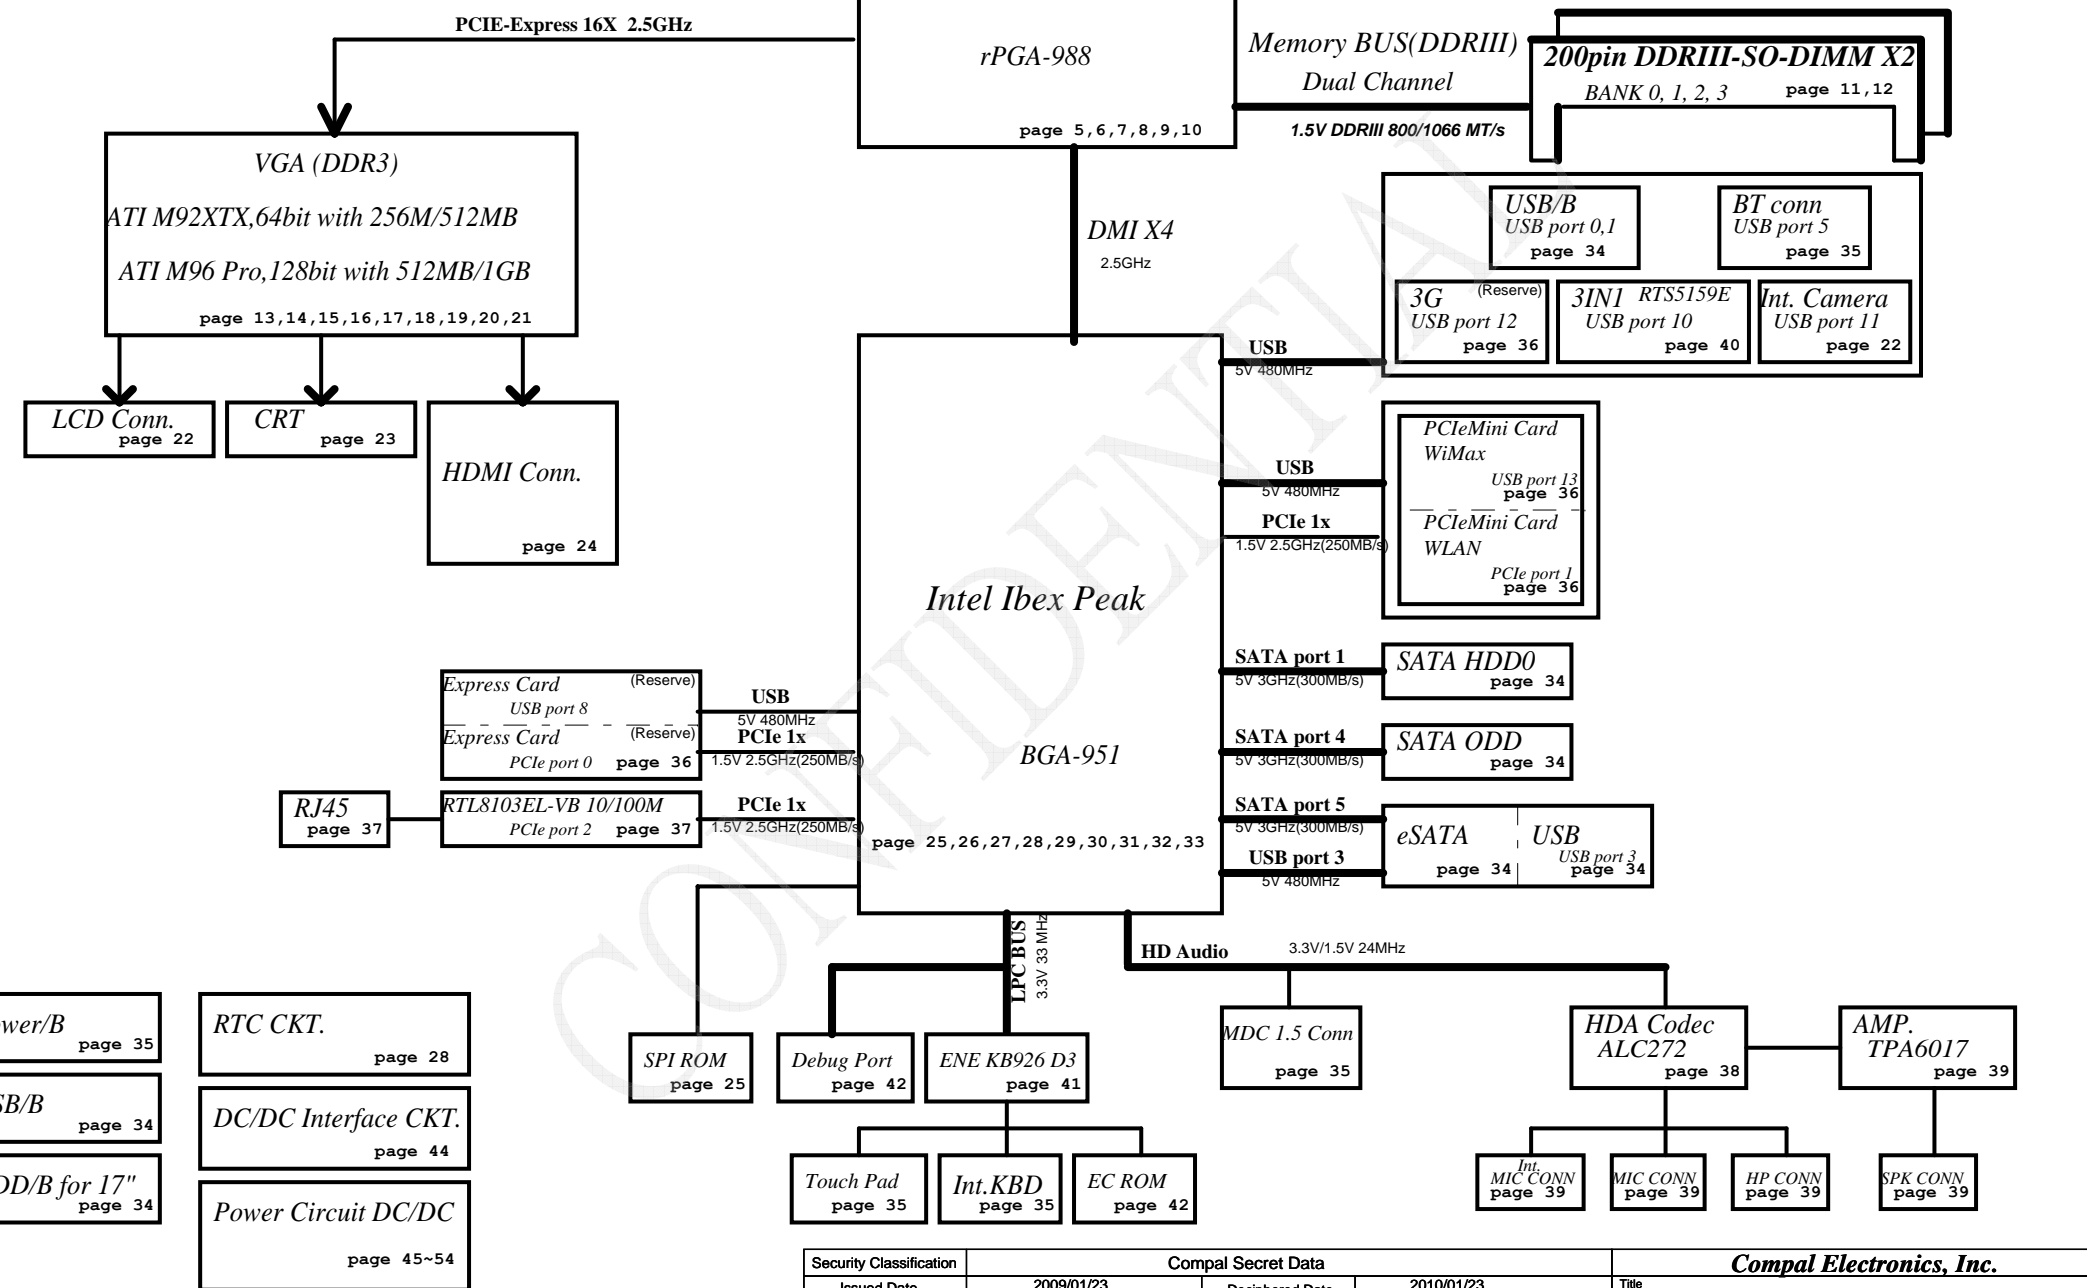 PCIE-Express 16X 2.5GHz
rPGA-988
page 5,6,7,8,9,10
Memory BUS(DDRIII)
Dual Channel
1.5V DDRIII 800/1066 MT/s
200pin DDRIII-SO-DIMM X2
BANK 0, 1, 2, 3 page 11,12
VGA (DDR3)
ATI M92XTX,64bit with 256M/512MB
ATI M96 Pro,128bit with 512MB/1GB
page 13,14,15,16,17,18,19,20,21
DMI X4
2.5GHz
USB/B
USB port 0,1
page 34
BT conn
USB port 5
page 35
3G (Reserve)
USB port 12
page 36
3IN1 RTS5159E
USB port 10
page 40
Int. Camera
USB port 11
page 22
USB
5V 480MHz
LCD Conn.
page 22
CRT
page 23
HDMI Conn.
page 24
USB
5V 480MHz
PCIe 1x
1.5V 2.5GHz(250MB/s)
PCIeMini Card
WiMax
USB port 13
page 36
PCIeMini Card
WLAN
PCIe port 1
page 36
Intel Ibex Peak
BGA-951
page 25,26,27,28,29,30,31,32,33
SATA port 1
5V 3GHz(300MB/s)
SATA HDD0
page 34
SATA port 4
5V 3GHz(300MB/s)
SATA ODD
page 34
SATA port 5
5V 3GHz(300MB/s)
USB port 3
5V 480MHz
eSATA
page 34
USB
USB port 3
page 34
Express Card (Reserve)
USB port 8
Express Card (Reserve)
PCIe port 0 page 36
USB
5V 480MHz
PCIe 1x
1.5V 2.5GHz(250MB/s)
RJ45
page 37
RTL8103EL-VB 10/100M
PCIe port 2 page 37
PCIe 1x
1.5V 2.5GHz(250MB/s)
LPC BUS
3.3V 33 MHz
HD Audio 3.3V/1.5V 24MHz
SPI ROM
page 25
Debug Port
page 42
ENE KB926 D3
page 41
MDC 1.5 Conn
page 35
HDA Codec
ALC272
page 38
AMP.
TPA6017
page 39
Touch Pad
page 35
Int.KBD
page 35
EC ROM
page 42
Int.
MIC CONN
page 39
MIC CONN
page 39
HP CONN
page 39
SPK CONN
page 39
wer/B
page 35
SB/B
page 34
DD/B for 17"
page 34
RTC CKT.
page 28
DC/DC Interface CKT.
page 44
Power Circuit DC/DC
page 45~54
CONFIDENTIAL
Security Classification Compal Secret Data Compal Electronics, Inc.
Issued Date 2009/01/23 Deciphered Date 2010/01/23 Title